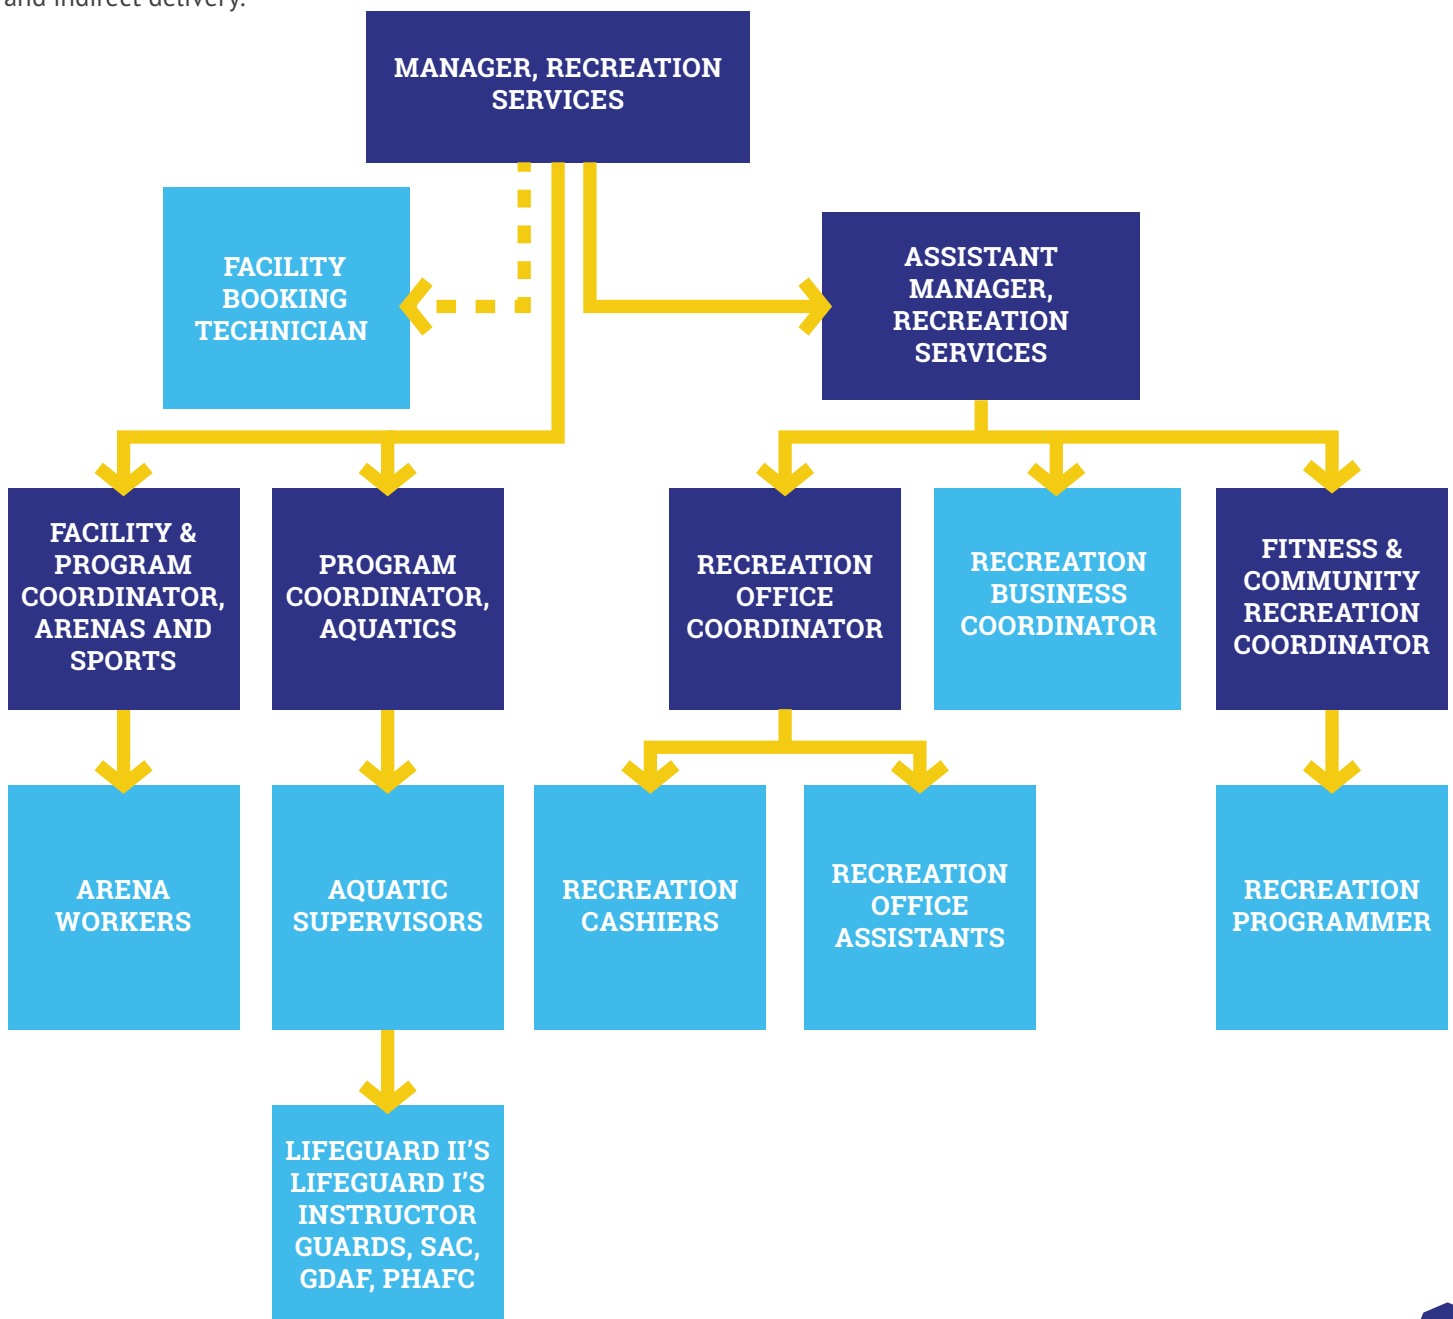 and indirect delivery.
MANAGER, RECREATION
SERVICES
FACILITY
BOOKING
TECHNICIAN
ASSISTANT
MANAGER,
RECREATION
SERVICES
FACILITY &
PROGRAM
COORDINATOR,
ARENAS AND
SPORTS
PROGRAM
COORDINATOR,
AQUATICS
RECREATION
OFFICE
COORDINATOR
RECREATION
BUSINESS
COORDINATOR
FITNESS &
COMMUNITY
RECREATION
COORDINATOR
ARENA
WORKERS
AQUATIC
SUPERVISORS
RECREATION
CASHIERS
RECREATION
OFFICE
ASSISTANTS
RECREATION
PROGRAMMER
LIFEGUARD II’S
LIFEGUARD I’S
INSTRUCTOR
GUARDS, SAC,
GDAF, PHAFC